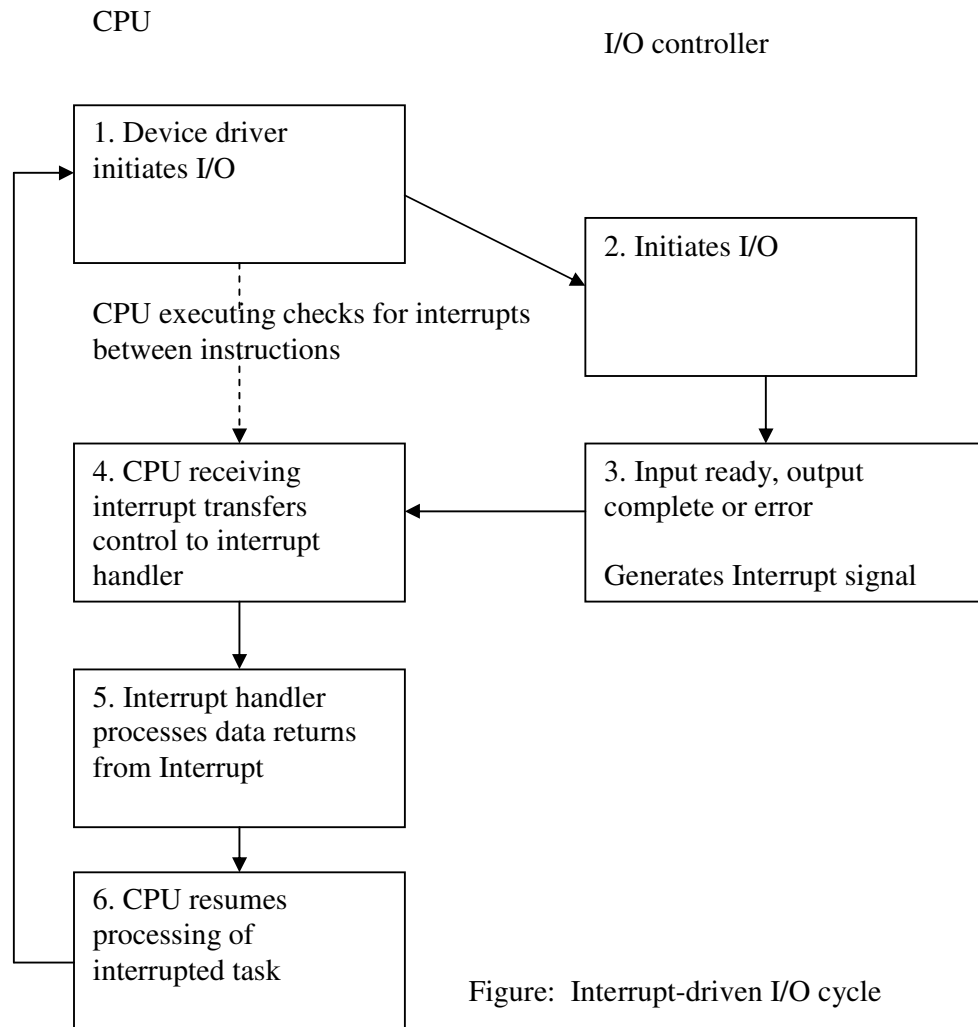 CPU
I/O controller
1. Device driver
initiates I/O
2. Initiates I/O
CPU executing checks for interrupts
between instructions
4. CPU receiving
interrupt transfers
control to interrupt
handler
3. Input ready, output
complete or error
Generates Interrupt signal
5. Interrupt handler
processes data returns
from Interrupt
6. CPU resumes
processing of
interrupted task
Figure: Interrupt-driven I/O cycle